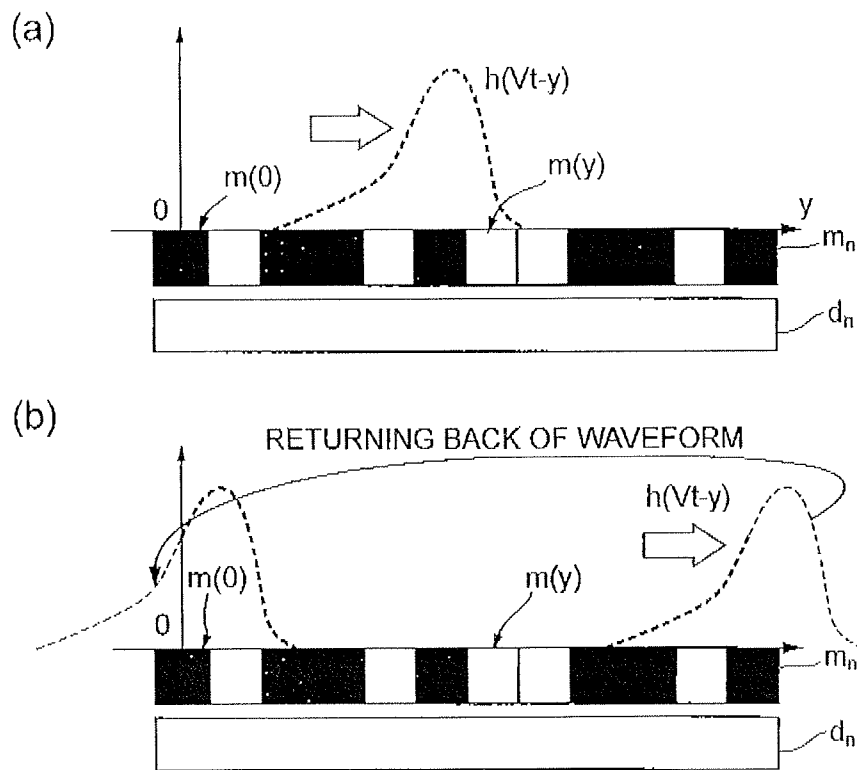 (a)
h(Vt-y)
0
m(0)
m(y)
y
mn
dn
(b)
RETURNING BACK OF WAVEFORM
h(Vt-y)
m(0)
m(y)
0
mn
dn